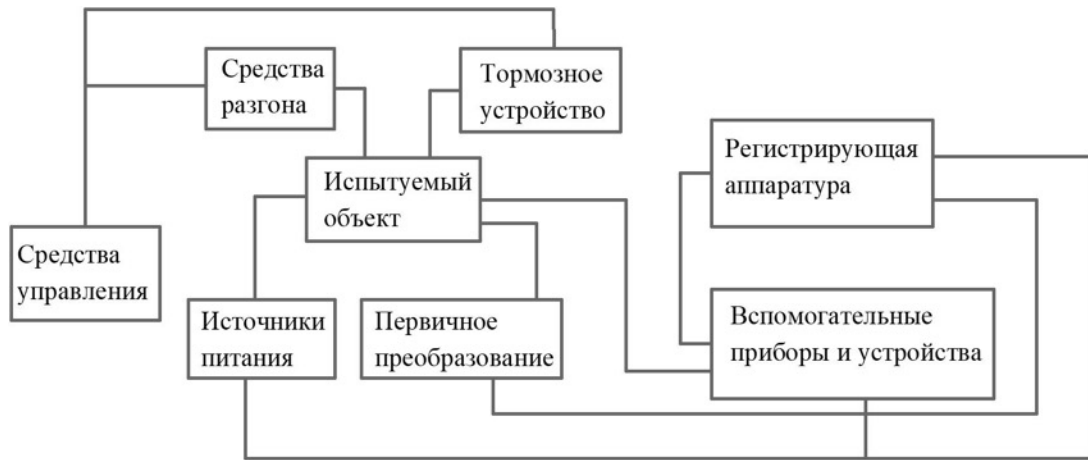 Средства
разгона
Тормозное
устройство
Регистрирующая
аппаратура
Испытуемый
объект
Средства
управления
Источники
питания
Первичное
преобразование
Вспомогательные
приборы и устройства